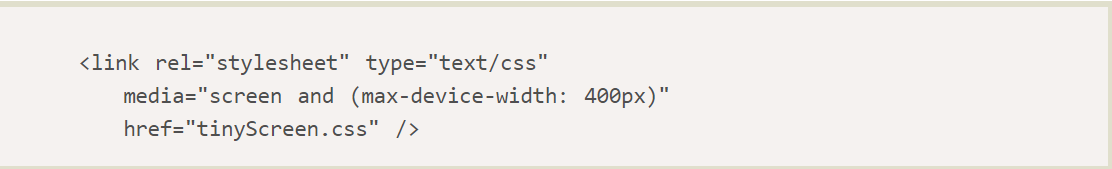 <link rel="stylesheet" type="text/css"
media="screen and (max-device-width: 400px)"
href="tinyScreen.css" />